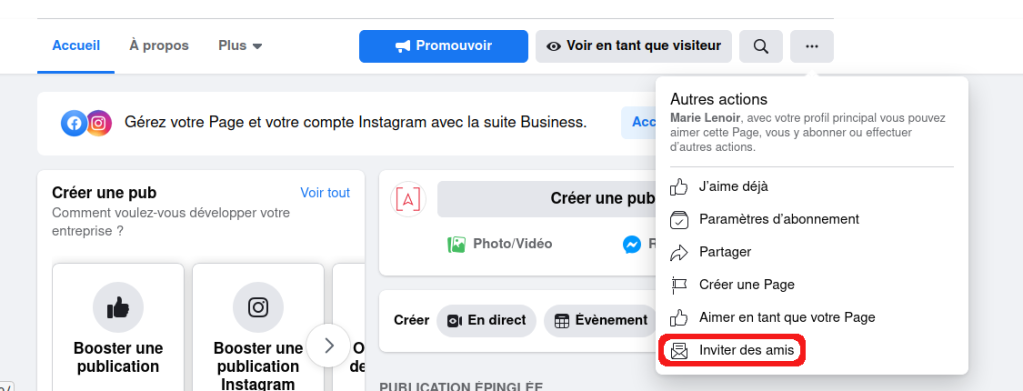 Accueil À propos Plus Promouvoir Voir en tant que visiteur
Gérez votre Page et votre compte Instagram avec la suite Business.
Autres actions
Marie Lenoir, avec votre profil principal vous pouvez
aimer cette Page, vous y abonner ou effectuer
d'autres actions.
J'aime déjà
Paramètres d'abonnement
Partager
Créer une Page
Aimer en tant que votre Page
Inviter des amis
Créer une pub Voir tout
Comment voulez-vous développer votre
entreprise ?
Booster une
publication
Booster une
publication
Instagram
Créer une pub
Photo/Vidéo
Créer En direct Évènement
PUBLICATION ÉPINGLÉE